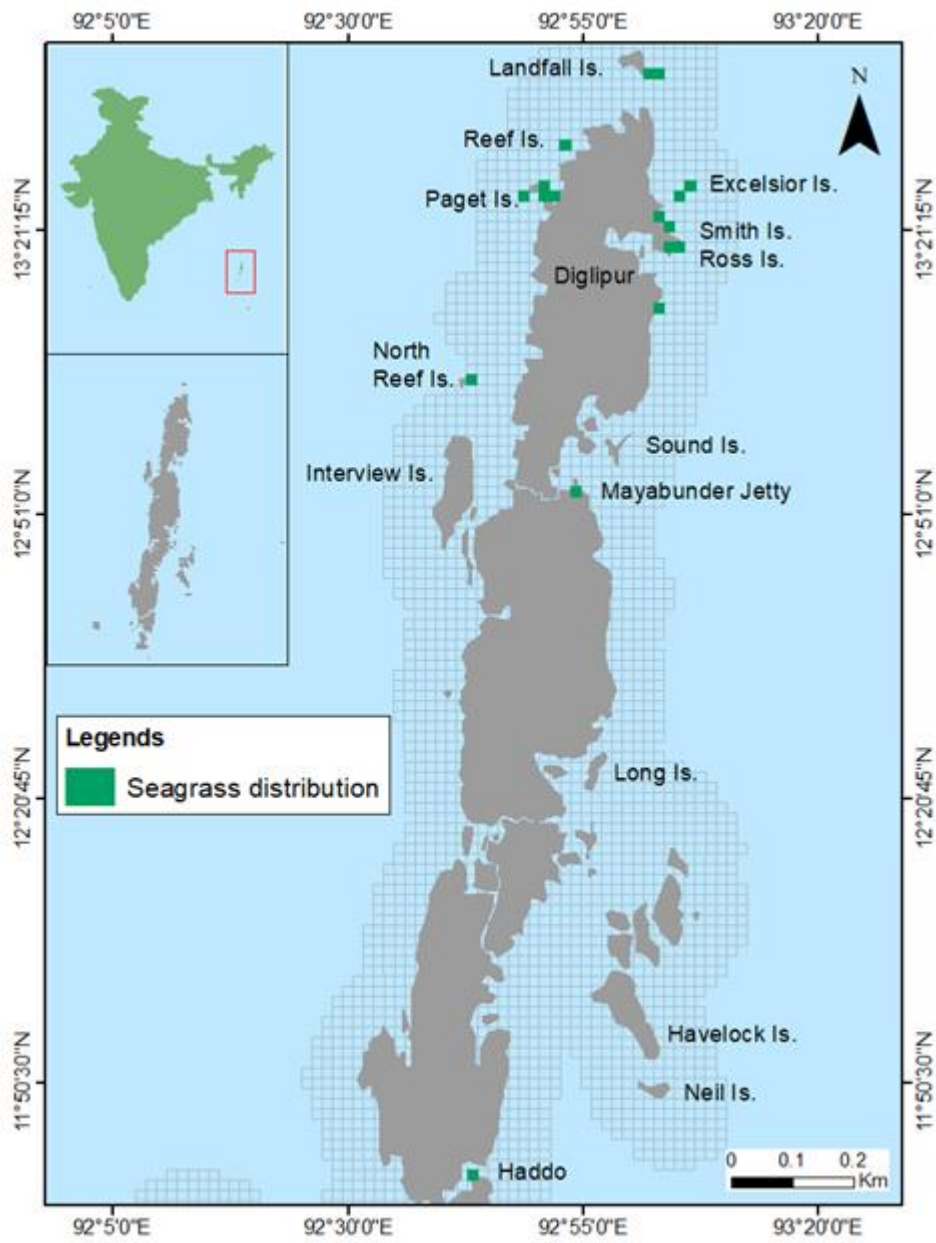 92°5'0"E
92°30'0"E
92°55'0"E
93°20'0"E
Landfall Is.
N
Reef Is.
Excelsior Is.
Paget Is.
13°21'15"N
13°21'15"N
Smith Is.
Ross Is.
Diglipur
North
Reef Is.
Sound Is.
Interview Is.
Mayabunder Jetty
12°51'0"N
12°51'0"N
Legends
Seagrass distribution
Long Is.
12°20'45"N
12°20'45"N
Havelock Is.
11°50'30"N
11°50'30"N
Neil Is.
Haddo
0 0.1 0.2
Km
92°5'0"E
92°30'0"E
92°55'0"E
93°20'0"E